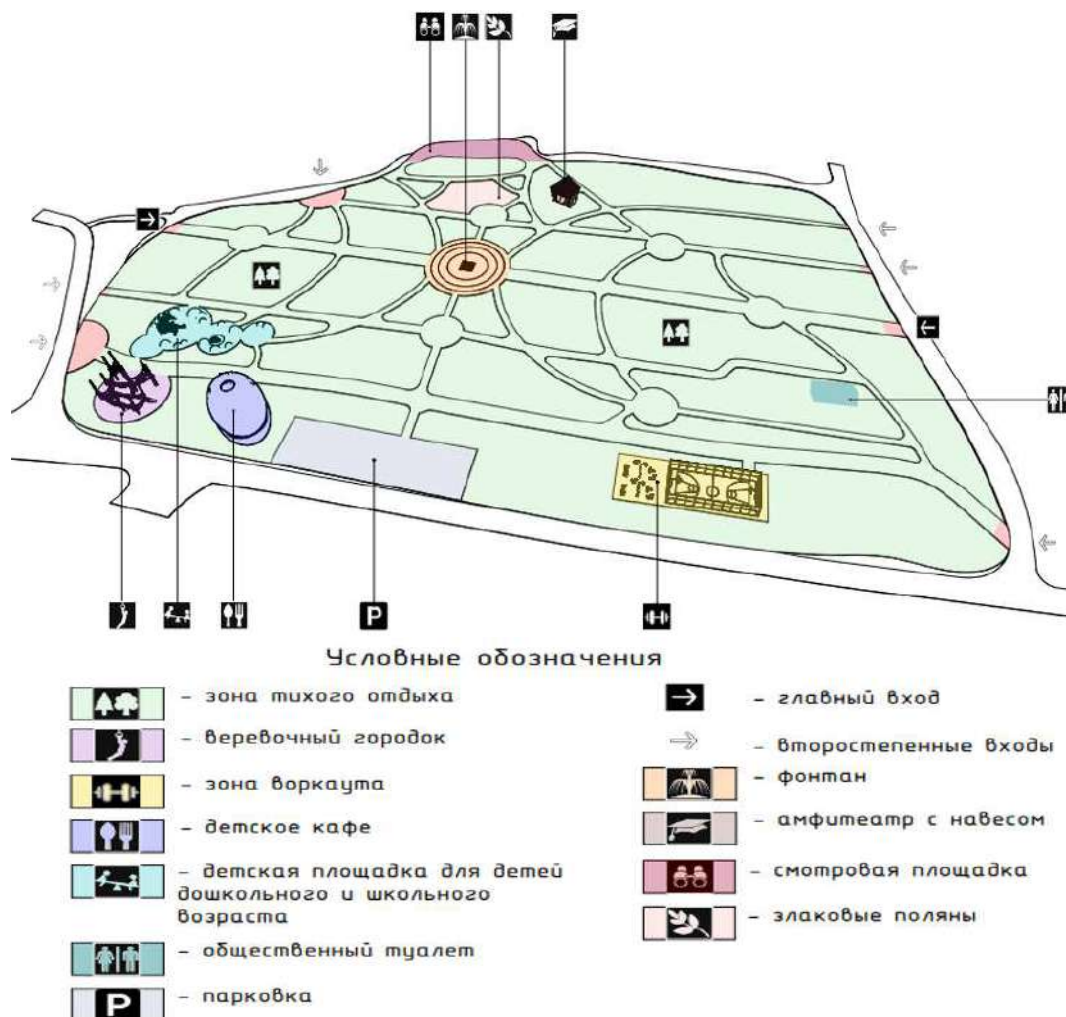 P
Условные обозначения
- зона тихого отдыха
- веревочный городок
- зона воркаута
- детское кафе
- детская площадка для детей
дошкольного и школьного
возраста
- общественный туалет
P - парковка
- главный вход
- второстепенные входы
- фонтан
- амфитеатр с навесом
- смотровая площадка
- злаковые поляны